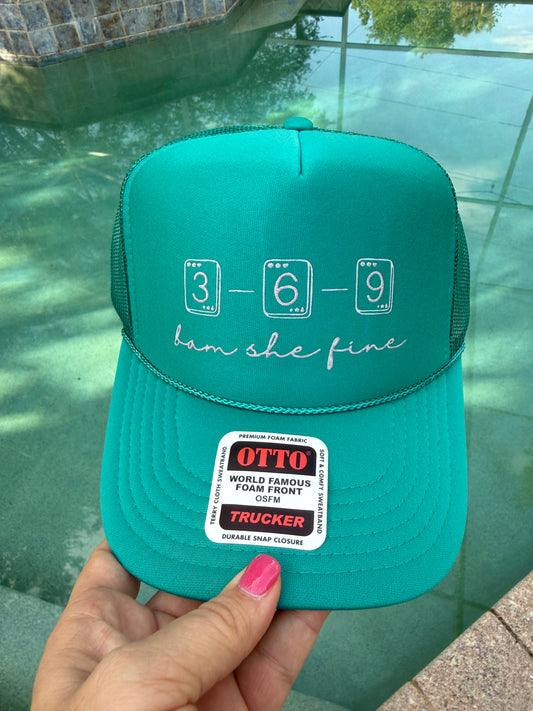 3 - 6 - 9
bam she fine
PREMIUM FOAM FABRIC
OTTO
WORLD FAMOUS
FOAM FRONT
OSFM
TRUCKER
DURABLE SNAP CLOSURE
TERRY CLOTH SWEATBAND
SOFT & COMFY SWEATBAND